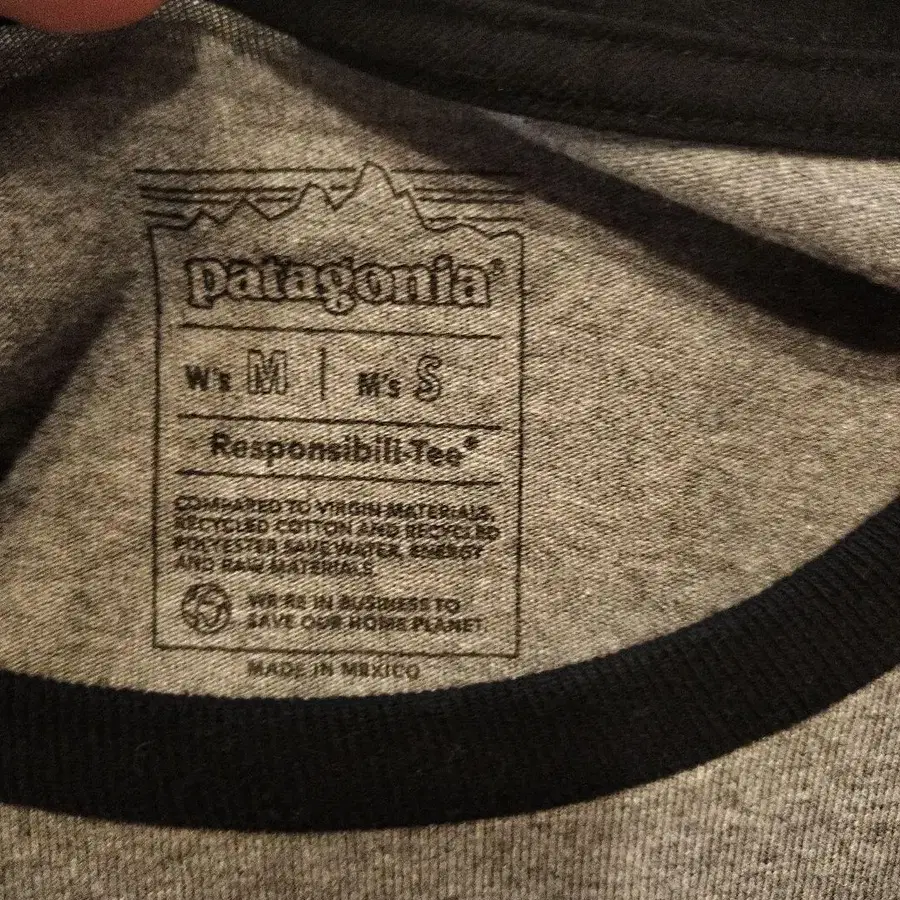 patagonia®
W's M | M's S
Responsibili-Tee®
COMPARED TO VIRGIN MATERIALS,
RECYCLED COTTON AND RECYCLED
POLYESTER SAVE WATER, ENERGY
AND RAW MATERIALS.
WE'RE IN BUSINESS TO
SAVE OUR HOME PLANET.
MADE IN MEXICO